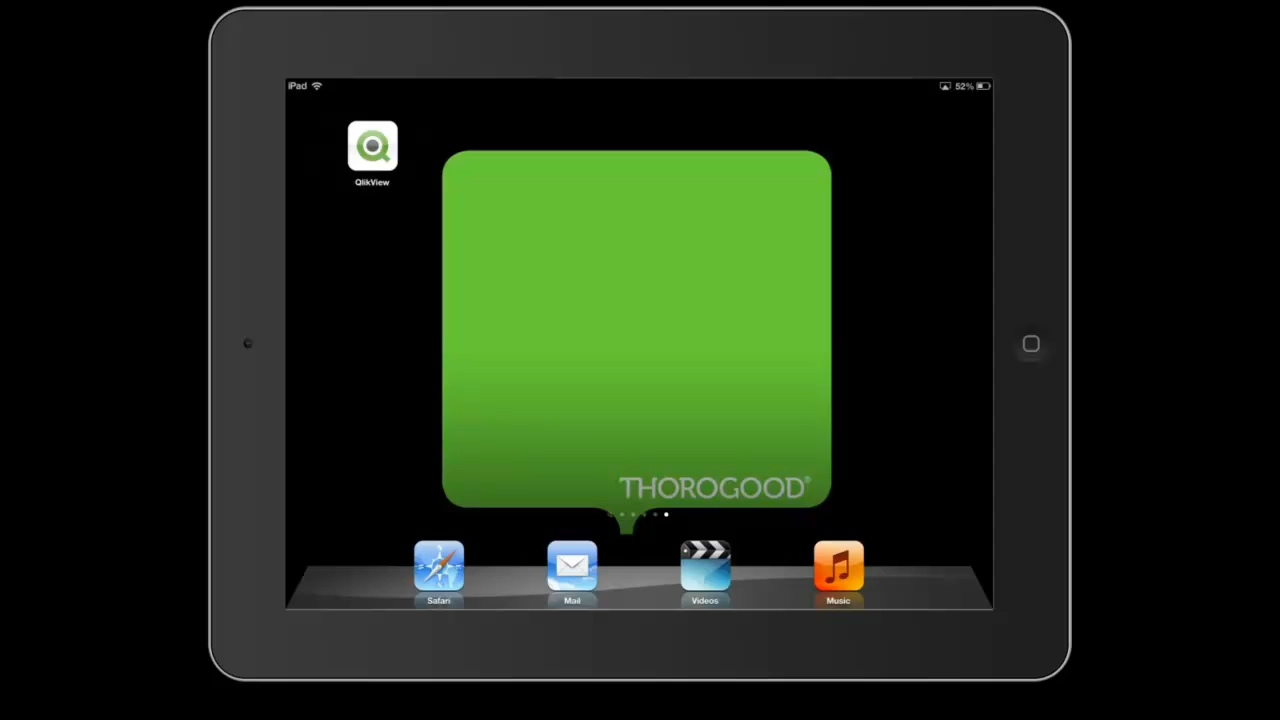 iPad
52%
QlikView
THOROGOOD®
Safari
Mail
Videos
Music